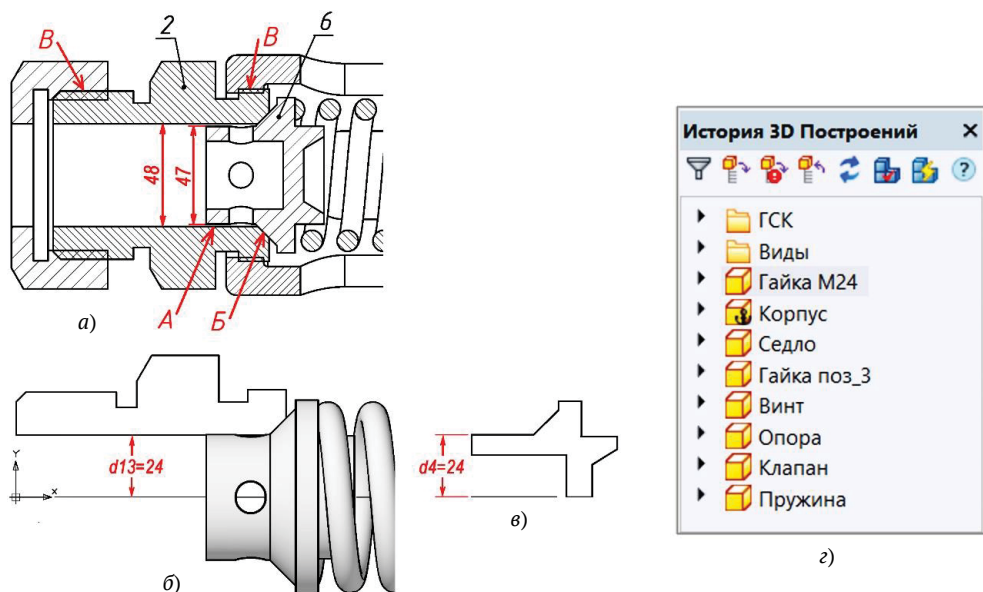 В 2 В 6
48
47
А Б
а)
d13=24
Y
x
б)
d4=24
в)
История 3D Построений
?
ГСК
Виды
Гайка М24
Корпус
Седло
Гайка поз_3
Винт
Опора
Клапан
Пружина
г)